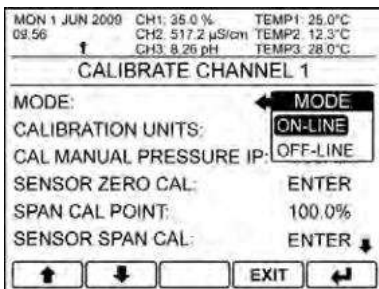 MON 1 JUN 2009 CH1: 35.0 % TEMP1: 25.0°C
09:56 CH2: 517.2 µS/cm TEMP2: 12.3°C
CH3: 8.26 pH TEMP3: 28.0°C
CALIBRATE CHANNEL 1
MODE: MODE
CALIBRATION UNITS: ON-LINE
CAL MANUAL PRESSURE IP: OFF-LINE
SENSOR ZERO CAL: ENTER
SPAN CAL POINT: 100.0%
SENSOR SPAN CAL: ENTER
EXIT